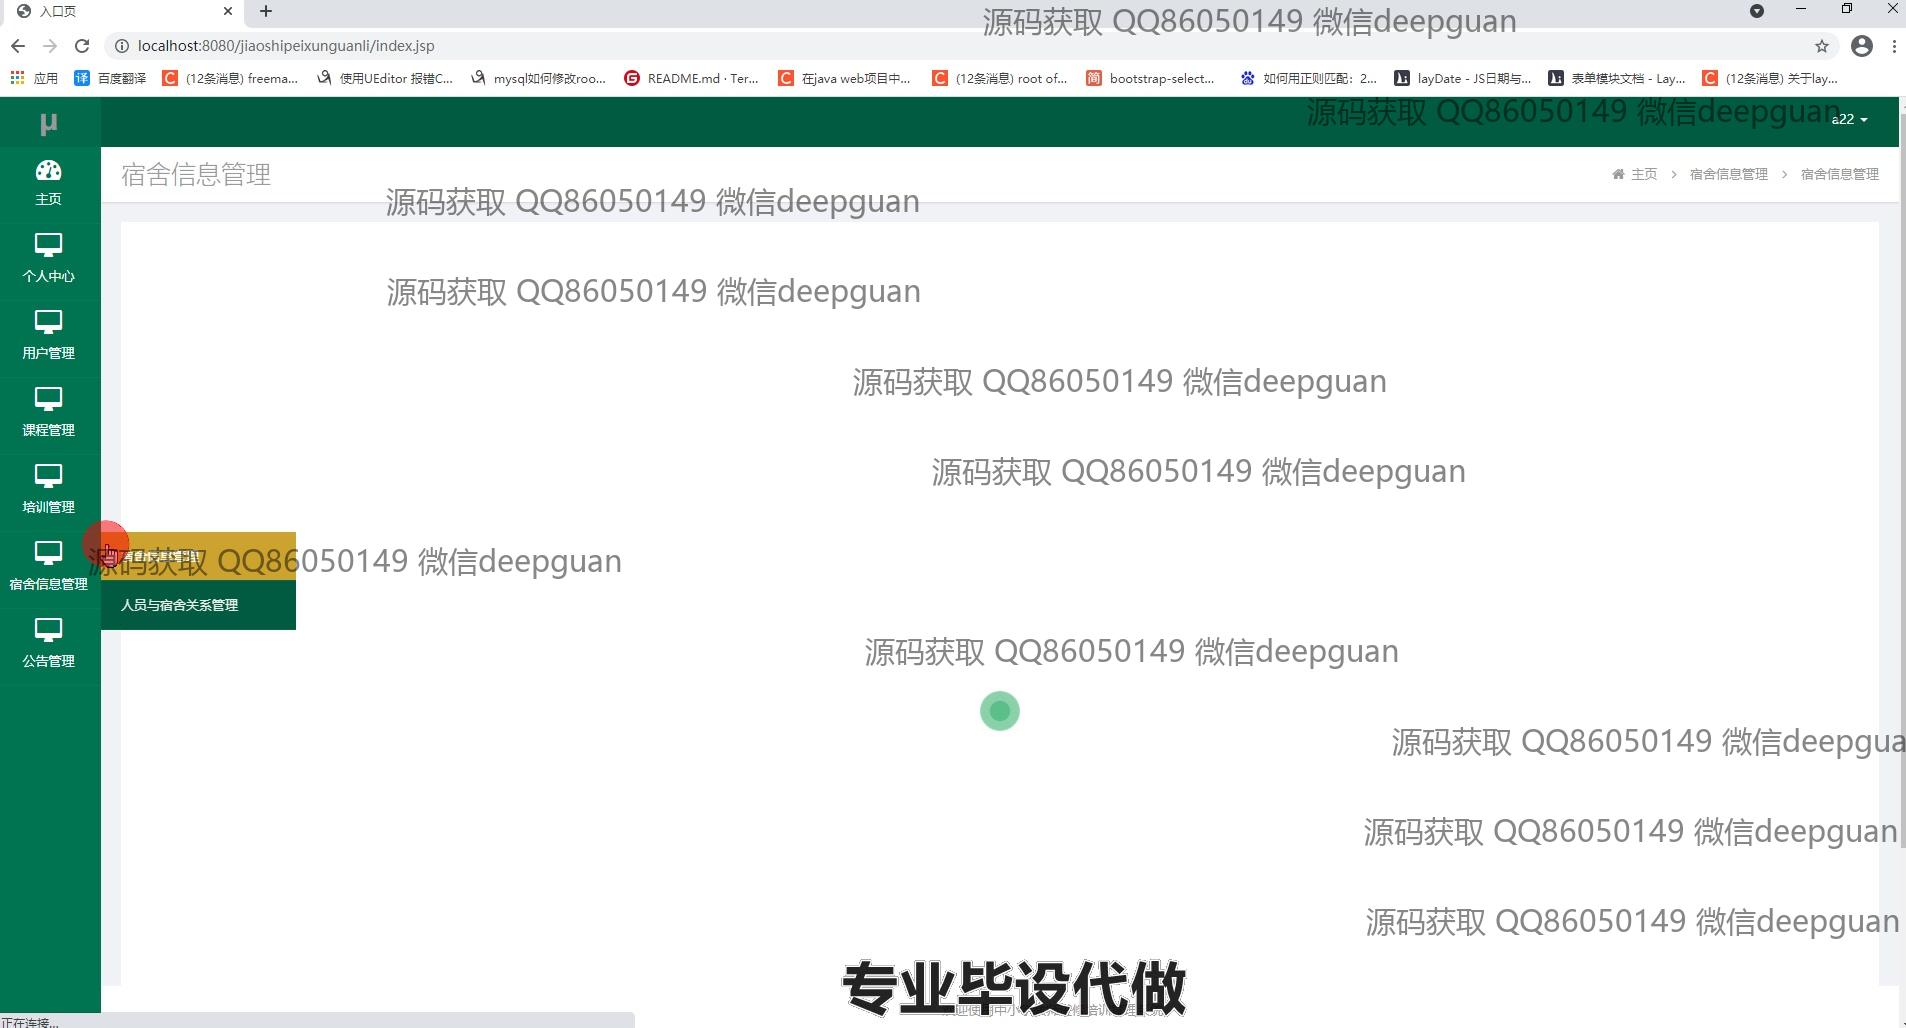 入口页
源码获取 QQ86050149 微信deepguan
localhost:8080/jiaoshipeixunguanli/index.jsp
应用 百度翻译 (12条消息) freema... 使用UEditor 报错C... mysql如何修改roo... README.md · Ter... 在java web项目中... (12条消息) root of... bootstrap-select... 如何用正则匹配：2... layDate - JS日期与... 表单模块文档 - Lay... (12条消息) 关于lay...
μ
源码获取 QQ86050149 微信deepguan
a22
主页
宿舍信息管理
主页 > 宿舍信息管理 > 宿舍信息管理
源码获取 QQ86050149 微信deepguan
个人中心
源码获取 QQ86050149 微信deepguan
用户管理
源码获取 QQ86050149 微信deepguan
课程管理
源码获取 QQ86050149 微信deepguan
培训管理
源码获取 QQ86050149 微信deepguan
宿舍信息管理
人员与宿舍关系管理
公告管理
源码获取 QQ86050149 微信deepguan
源码获取 QQ86050149 微信deepgua
源码获取 QQ86050149 微信deepguan
源码获取 QQ86050149 微信deepguan
专业毕设代做
正在连接...